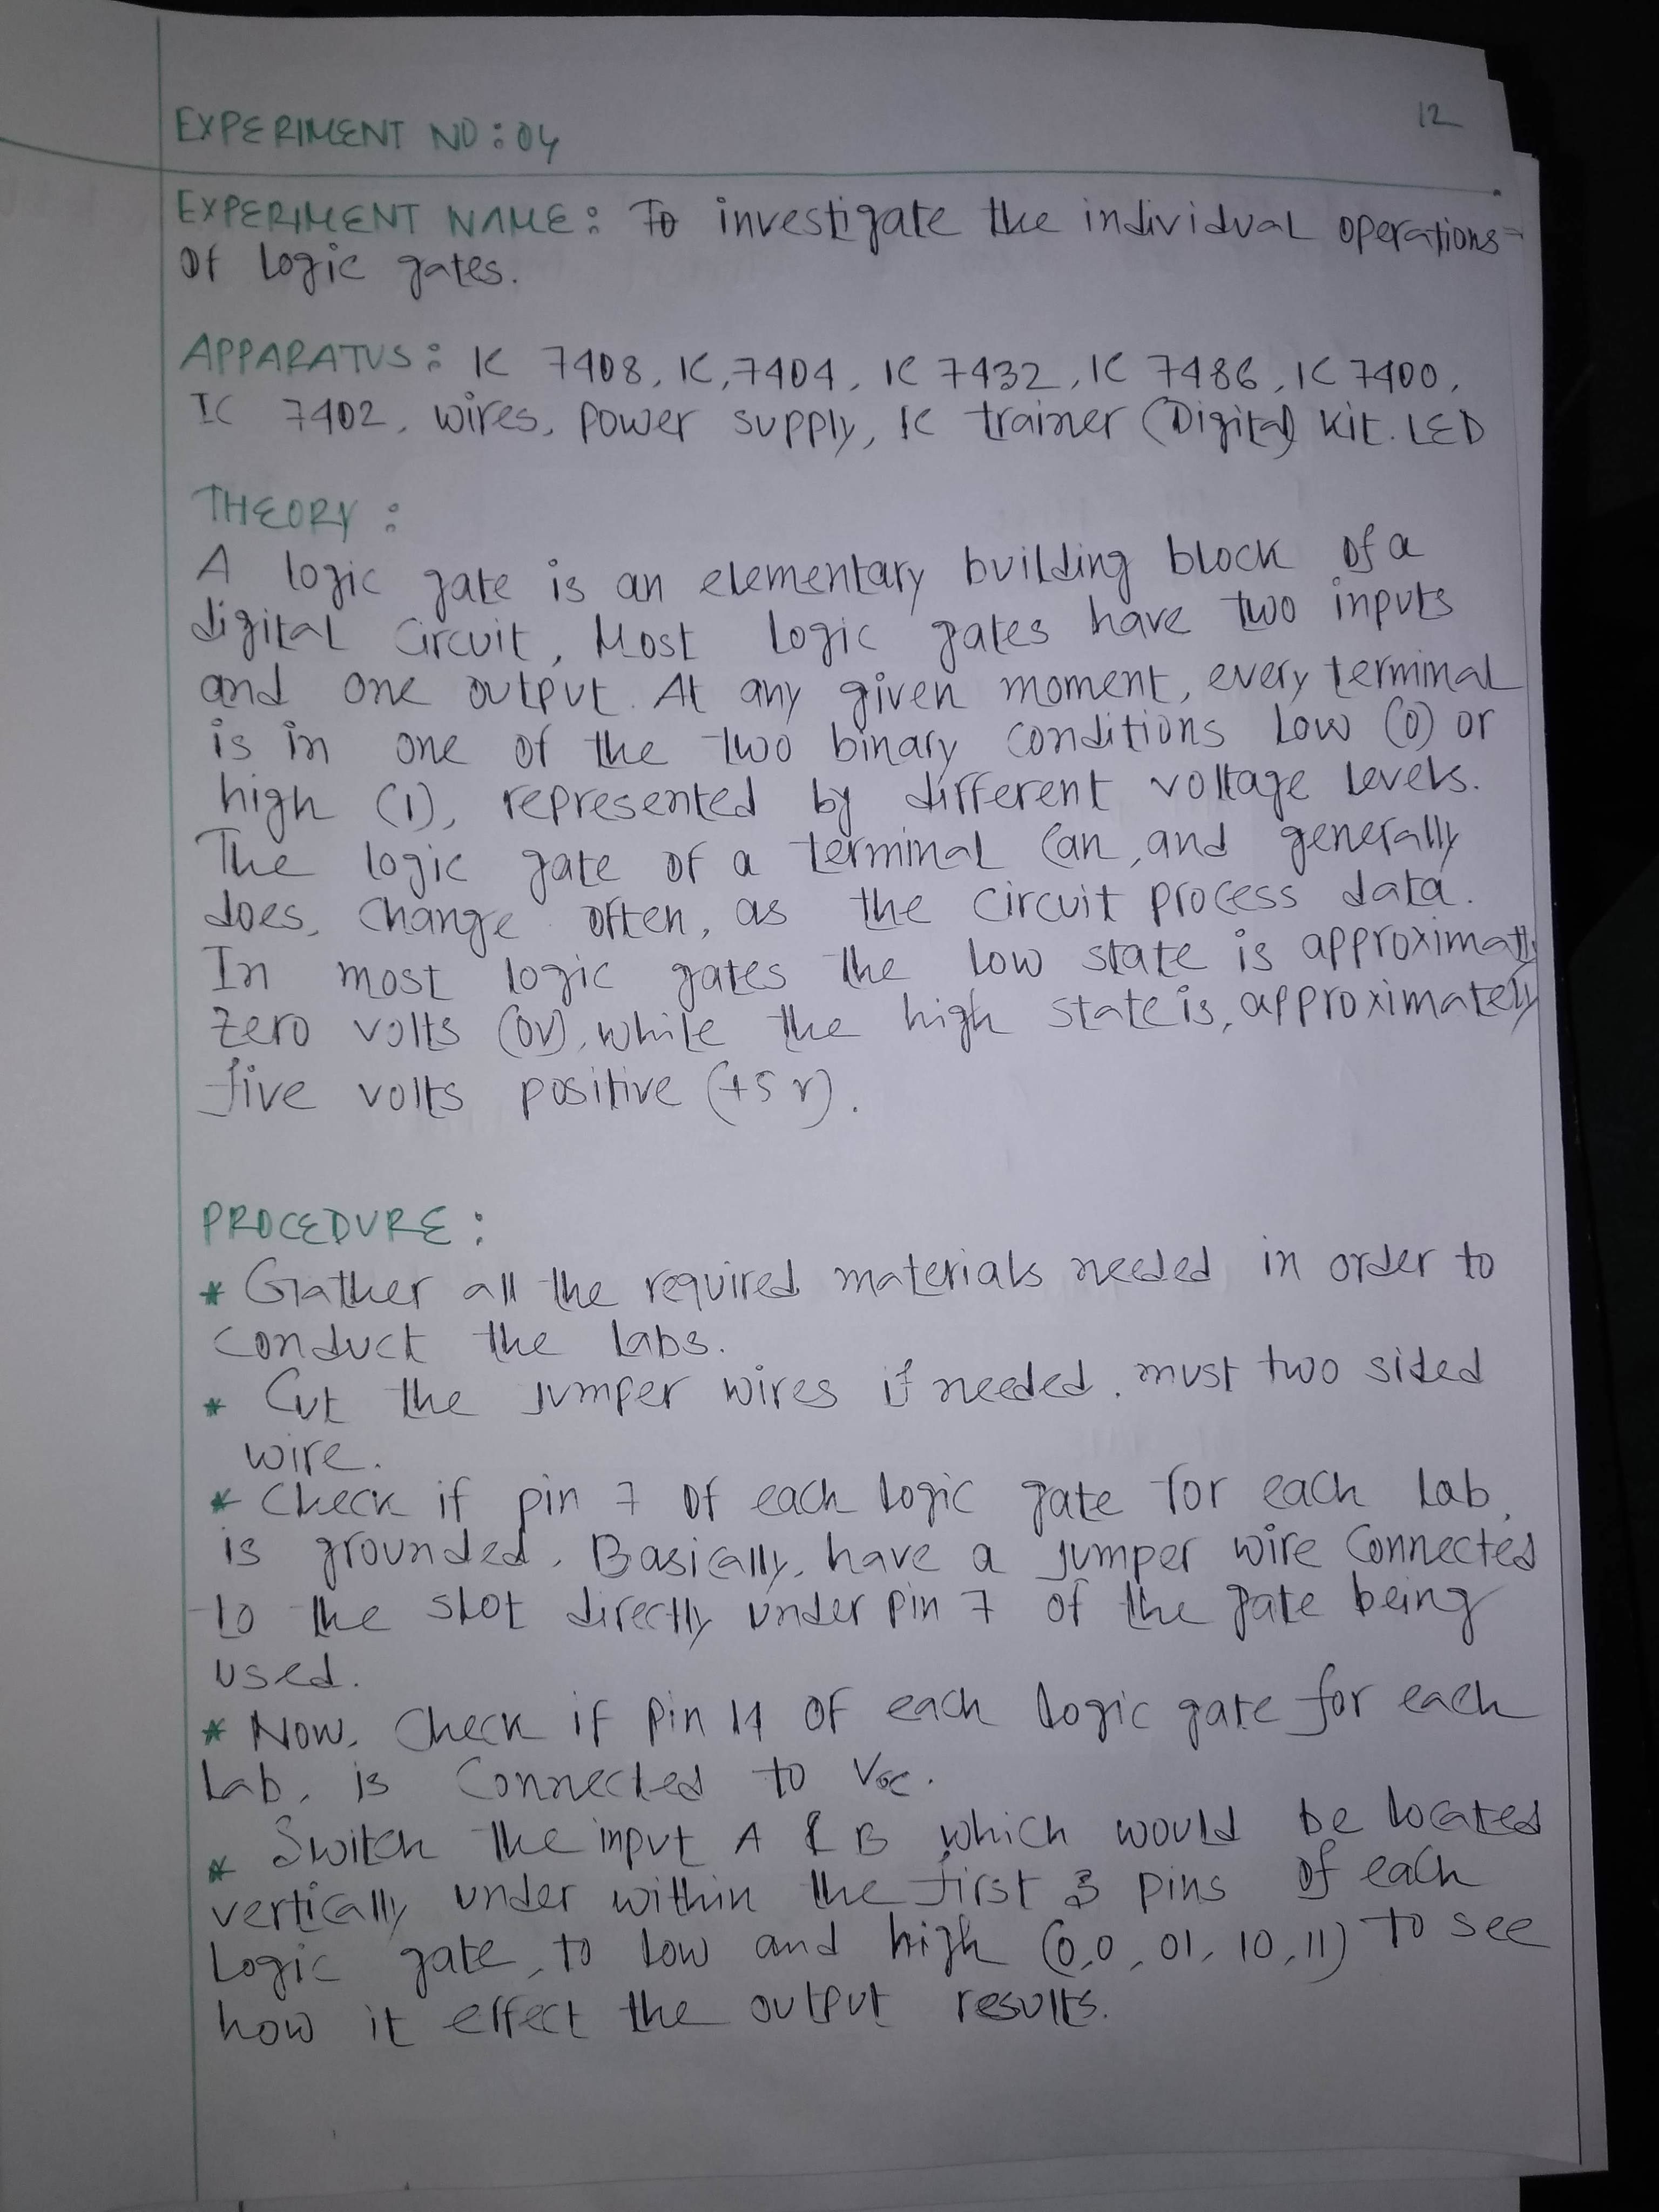 12
EXPERIMENT NO: 04
EXPERIMENT NAME: To investigate the individual operations
of logic gates.
APPARATUS: IC 7408, IC, 7404, IC 7432, IC 7486, IC 7400,
IC 7402, wires, power supply, IC trainer (Digital) Kit. LED
THEORY:
A logic gate is an elementary building block of a
digital circuit, Most logic gates have two inputs
and one output. At any given moment, every terminal
is in one of the two binary conditions low (0) or
high (1), represented by different voltage levels.
The logic gate of a terminal can, and generally
does, change often, as the circuit process data.
In most logic gates the low state is
zero volts (0V), while the high state is, approximately
five volts positive (+5 V).
PROCEDURE:
* Gather all the required materials needed in order to
conduct the labs.
* Cut the jumper wires if needed, must two sided
wire.
* Check if pin 7 of each logic gate for each lab,
is grounded, Basically, have a jumper wire connected
to the slot directly under pin 7 of the gate being
used.
* Now, check if pin 14 of each logic gate for each
lab, is connected to Vcc.
* Switch the input A & B which would be located
vertically under within the first 3 pins of each
logic gate, to low and high (0,0, 01, 10, 11) to see
how it effect the output results.